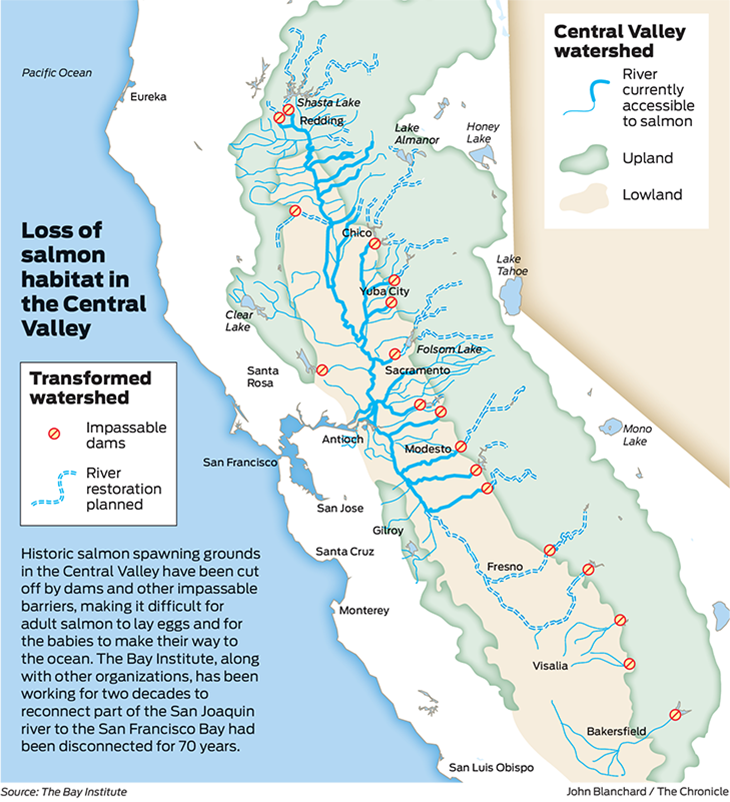 Pacific Ocean
Eureka
Shasta Lake
Redding
Lake
Almanor
Honey
Lake
Central Valley
watershed
River
currently
accessible
to salmon
Upland
Lowland
Loss of
salmon
habitat in
the Central
Valley
Chico
Yuba City
Lake
Tahoe
Clear
Lake
Folsom Lake
Sacramento
Santa
Rosa
Transformed
watershed
Impassable
dams
River
restoration
planned
Antioch
Modesto
Mono
Lake
San Francisco
San Jose
Gilroy
Santa Cruz
Fresno
Monterey
Visalia
Bakersfield
San Luis Obispo
Historic salmon spawning grounds
in the Central Valley have been cut
off by dams and other impassable
barriers, making it difficult for
adult salmon to lay eggs and for
the babies to make their way to
the ocean. The Bay Institute, along
with other organizations, has been
working for two decades to
reconnect part of the San Joaquin
river to the San Francisco Bay had
been disconnected for 70 years.
Source: The Bay Institute
John Blanchard / The Chronicle